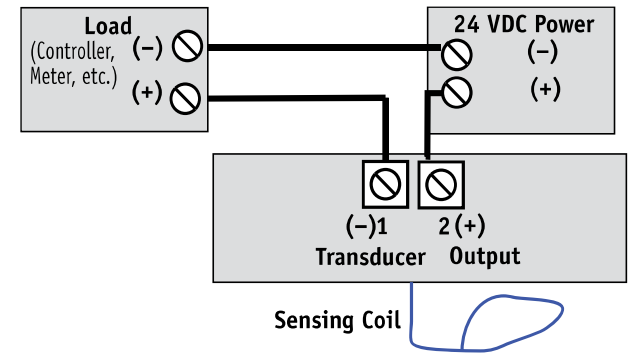 Load
(Controller,
Meter, etc.)
(−)
(+)
24 VDC Power
(−)
(+)
(−)1
2(+)
Transducer Output
Sensing Coil